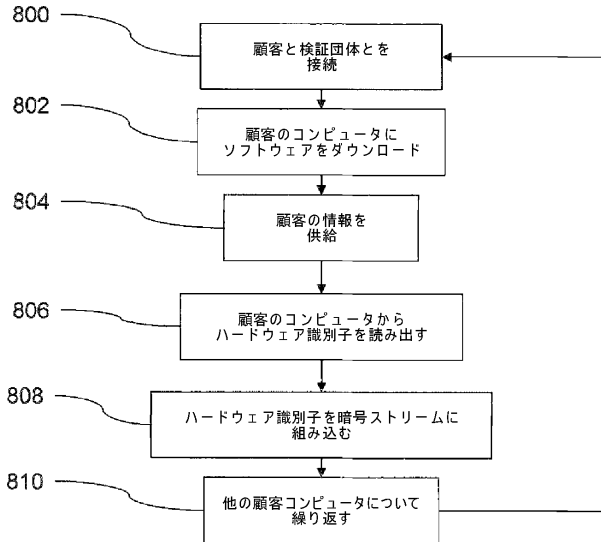 800
顧客と検証団体とを
接続
802
顧客のコンピュータに
ソフトウェアをダウンロード
804
顧客の情報を
供給
806
顧客のコンピュータから
ハードウェア識別子を読み出す
808
ハードウェア識別子を暗号ストリームに
組み込む
810
他の顧客コンピュータについて
繰り返す